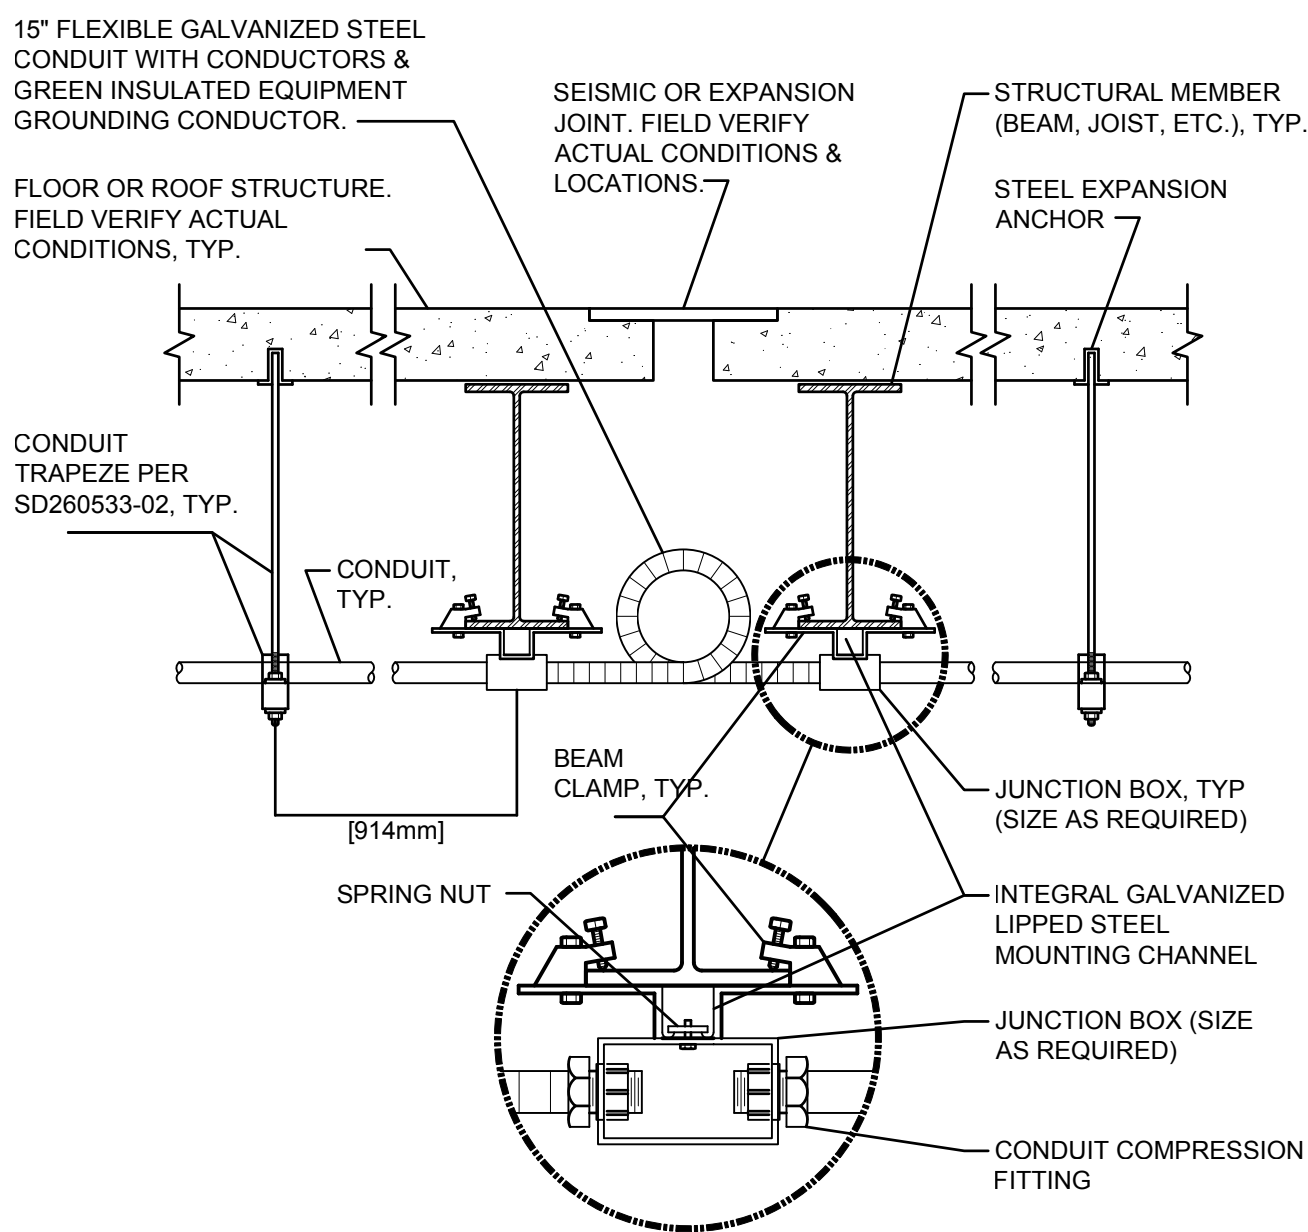 15" FLEXIBLE GALVANIZED STEEL
CONDUIT WITH CONDUCTORS &
GREEN INSULATED EQUIPMENT
GROUNDING CONDUCTOR.
SEISMIC OR EXPANSION
JOINT. FIELD VERIFY
ACTUAL CONDITIONS &
LOCATIONS.
STRUCTURAL MEMBER
(BEAM, JOIST, ETC.), TYP.
FLOOR OR ROOF STRUCTURE.
FIELD VERIFY ACTUAL
CONDITIONS, TYP.
STEEL EXPANSION
ANCHOR
CONDUIT
TRAPEZE PER
SD260533-02, TYP.
CONDUIT,
TYP.
BEAM
CLAMP, TYP.
[914mm]
JUNCTION BOX, TYP
(SIZE AS REQUIRED)
SPRING NUT
INTEGRAL GALVANIZED
LIPPED STEEL
MOUNTING CHANNEL
JUNCTION BOX (SIZE
AS REQUIRED)
CONDUIT COMPRESSION
FITTING